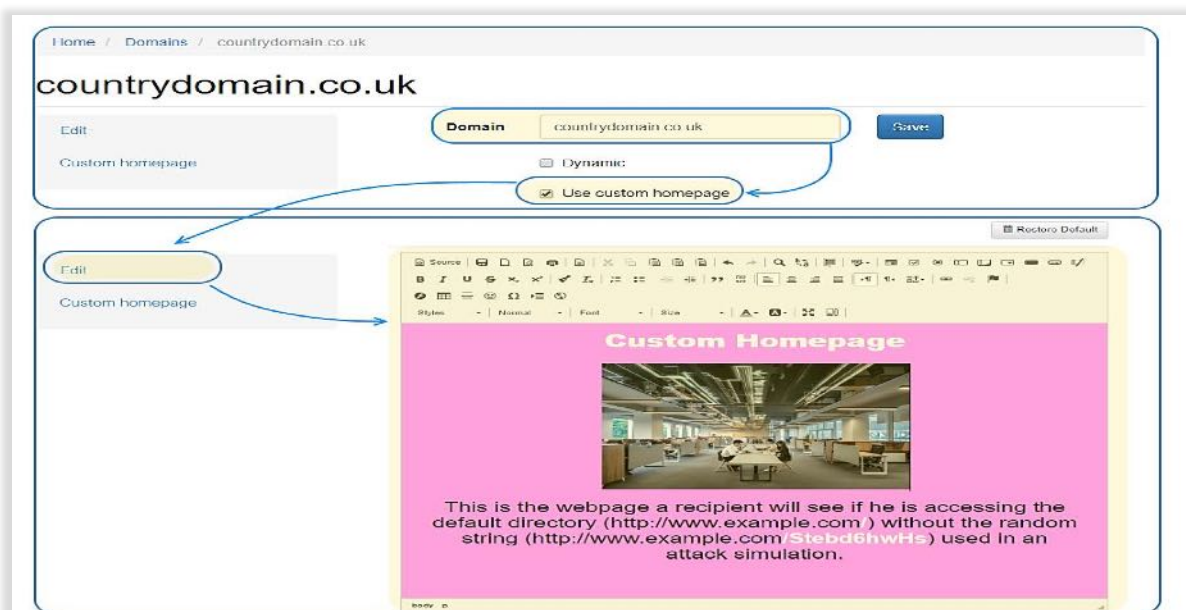 Home / Domains / countrydomain.co.uk
countrydomain.co.uk
Edit
Custom homepage
Domain countrydomain.co.uk Save
Dynamic
Use custom homepage
Restore Default
Edit
Custom homepage
Source
Styles Normal Font Size
Custom Homepage
This is the webpage a recipient will see if he is accessing the
default directory (http://www.example.com/) without the random
string (http://www.example.com/Stebd6hwHs) used in an
attack simulation.
body p